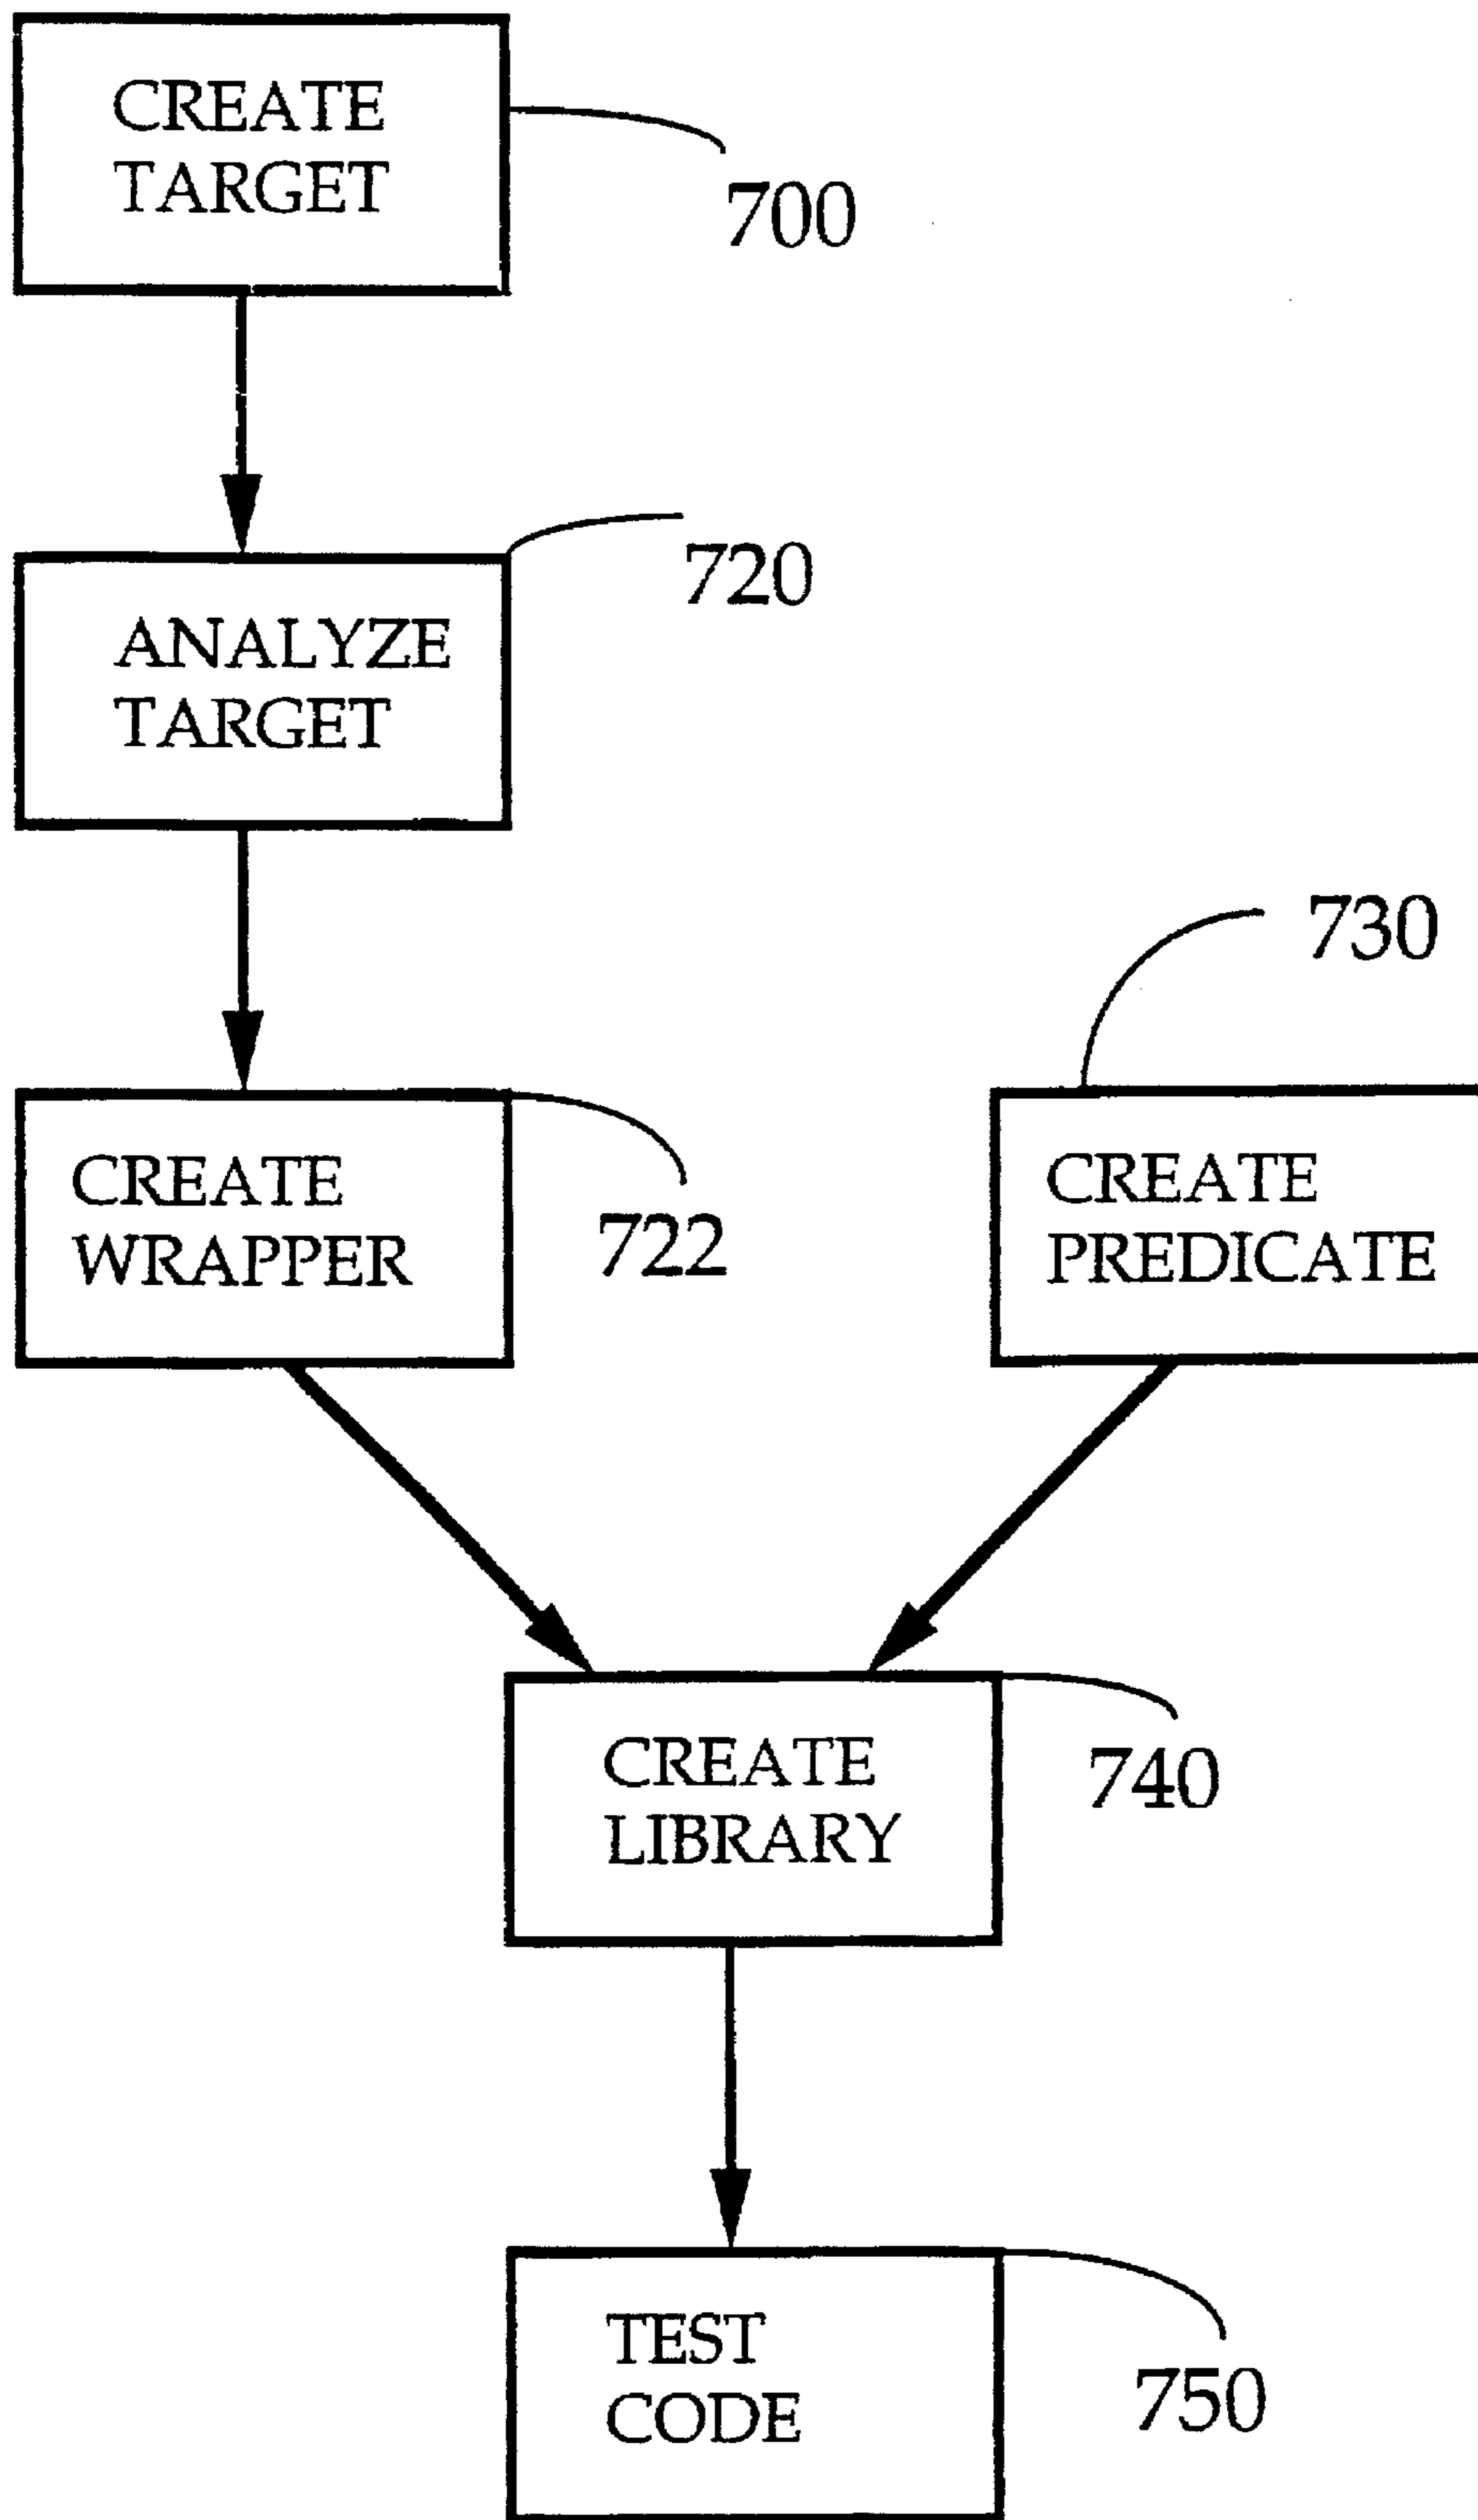 CREATE
TARGET
700
720
ANALYZE
TARGET
730
CREATE
WRAPPER
722
CREATE
PREDICATE
CREATE
LIBRARY
740
TEST
CODE
750